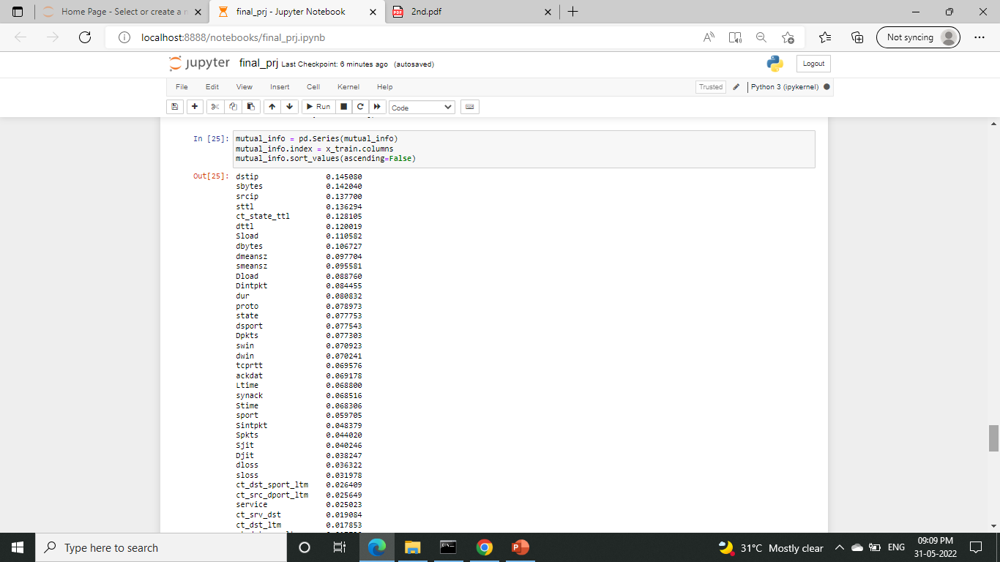 Home Page - Select or create a n
final_prj - Jupyter Notebook
PDF 2nd.pdf
localhost:8888/notebooks/final_prj.ipynb
Not syncing
jupyter final_prj Last Checkpoint: 6 minutes ago (autosaved)
Logout
File Edit View Insert Cell Kernel Help
Trusted Python 3 (ipykernel)
Run Code
In [25]: mutual_info = pd.Series(mutual_info)
mutual_info.index = x_train.columns
mutual_info.sort_values(ascending=False)
Out[25]: dstip 0.145080
sbytes 0.142040
srcip 0.137700
sttl 0.136294
ct_state_ttl 0.128105
dttl 0.120019
Sload 0.110582
dbytes 0.106727
dmeansz 0.097704
smeansz 0.095581
Dload 0.088760
Dintpkt 0.084455
dur 0.080832
proto 0.078973
state 0.077753
dsport 0.077543
Dpkts 0.077303
swin 0.070923
dwin 0.070241
tcprtt 0.069576
ackdat 0.069178
Ltime 0.068800
synack 0.068516
Stime 0.068306
sport 0.059705
Sintpkt 0.048379
Spkts 0.044020
Sjit 0.040246
Djit 0.038247
dloss 0.036322
sloss 0.031978
ct_dst_sport_ltm 0.026409
ct_src_dport_ltm 0.025649
service 0.025023
ct_srv_dst 0.019084
ct_dst_ltm 0.017853
Type here to search
31°C Mostly clear
ENG
09:09 PM
31-05-2022